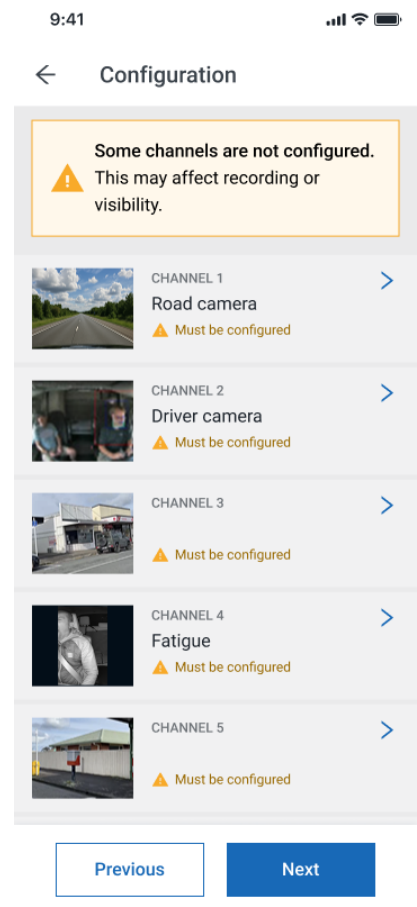 9:41
Configuration
Some channels are not configured.
This may affect recording or
visibility.
CHANNEL 1
Road camera
Must be configured
CHANNEL 2
Driver camera
Must be configured
CHANNEL 3
Must be configured
CHANNEL 4
Fatigue
Must be configured
CHANNEL 5
Must be configured
Previous
Next